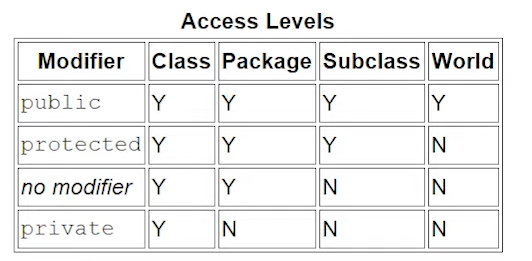 Access Levels
Modifier Class Package Subclass World
public Y Y Y Y
protected Y Y Y N
no modifier Y Y N N
private Y N N N